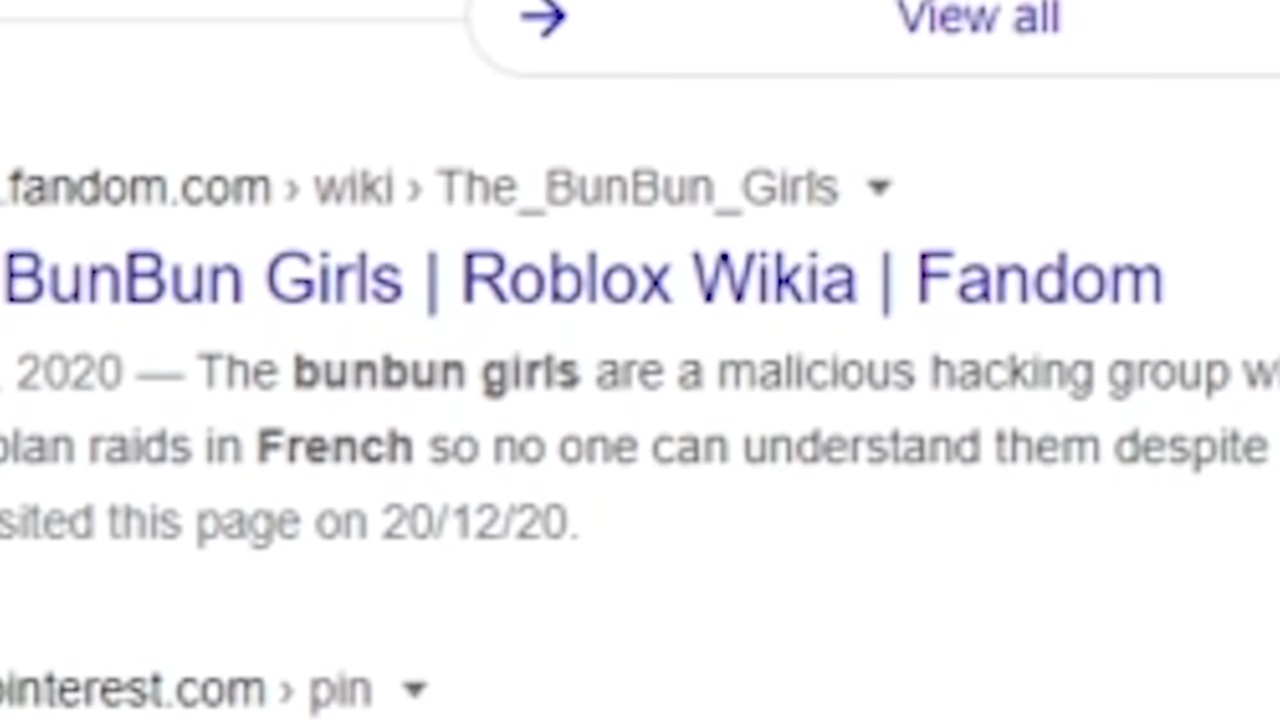 View all
.fandom.com › wiki › The_BunBun_Girls
BunBun Girls | Roblox Wikia | Fandom
, 2020 — The bunbun girls are a malicious hacking group w
plan raids in French so no one can understand them despite
sited this page on 20/12/20.
pinterest.com › pin